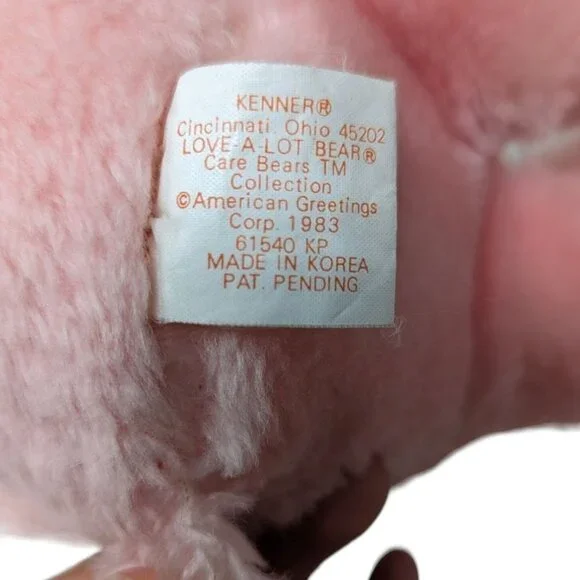 KENNER®
Cincinnati, Ohio 45202
LOVE-A-LOT BEAR®
Care Bears TM
Collection
©American Greetings
Corp. 1983
61540 KP
MADE IN KOREA
PAT. PENDING